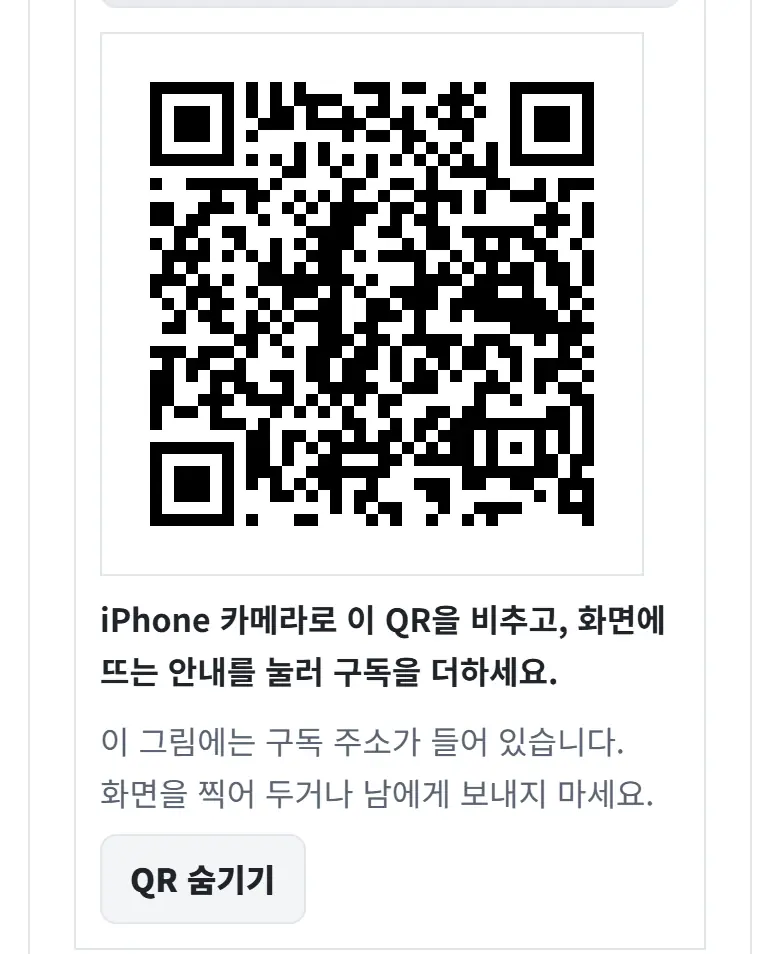 iPhone 카메라로 이 QR을 비추고, 화면에
뜨는 안내를 눌러 구독을 더하세요.
이 그림에는 구독 주소가 들어 있습니다.
화면을 찍어 두거나 남에게 보내지 마세요.
QR 숨기기